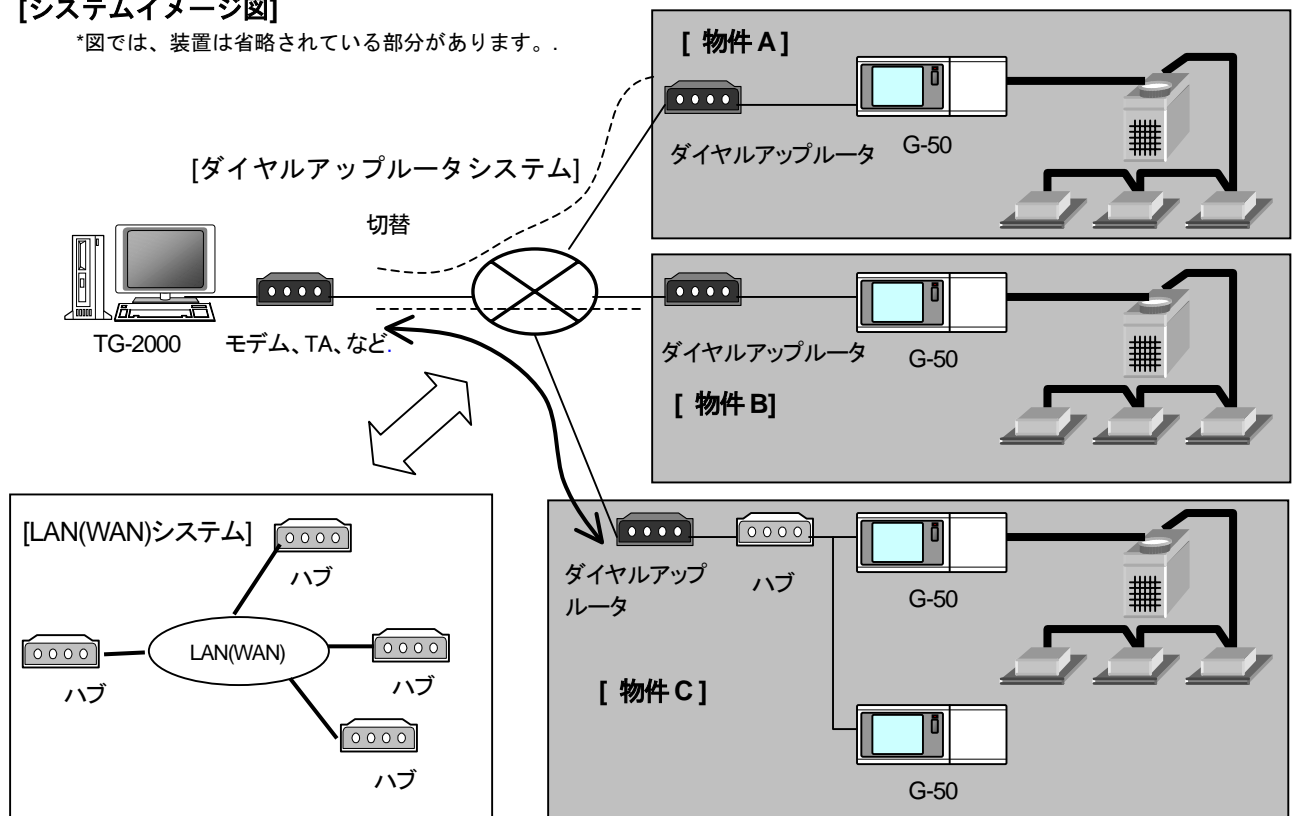 [システムイメージ図]
*図では、装置は省略されている部分があります。.
[ 物件 A ]
ダイヤルアップルータ
G-50
[ダイヤルアップルータシステム]
切替
TG-2000
モデム、TA、など.
ダイヤルアップルータ
G-50
[ 物件 B]
[LAN(WAN)システム]
ハブ
LAN(WAN)
ハブ
ハブ
ハブ
ダイヤルアップ
ルータ
ハブ
G-50
[ 物件 C ]
G-50